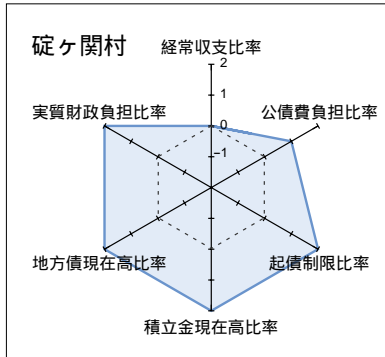 碇ヶ関村
経常収支比率
2
1
0
−1
公債費負担比率
起債制限比率
積立金現在高比率
地方債現在高比率
実質財政負担比率